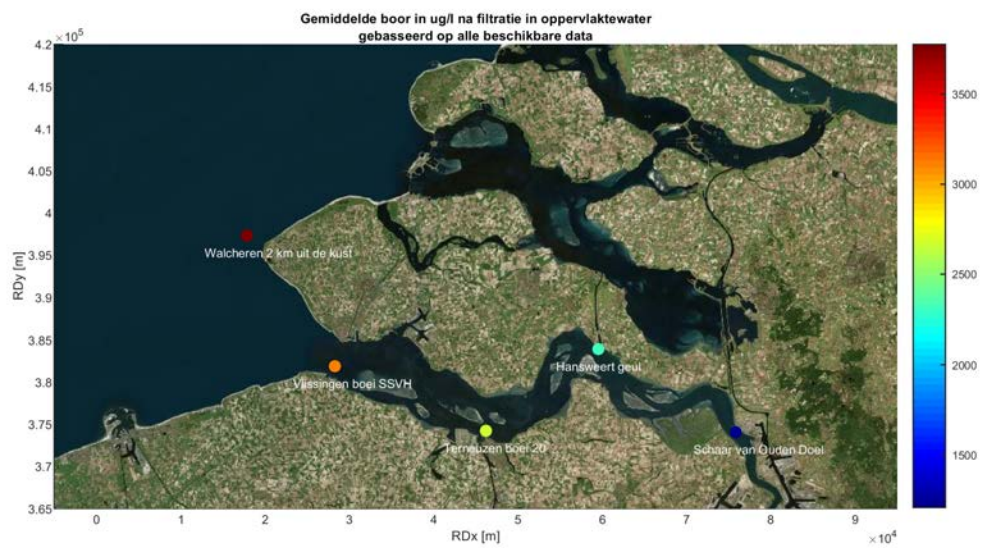 Gemiddelde boor in ug/l na filtratie in oppervlaktewater
gebasseerd op alle beschikbare data
×10⁵
4.2
4.15
4.1
4.05
4
3.95
3.9
3.85
3.8
3.75
3.7
3.65
RDy [m]
Walcheren 2 km uit de kust
Vlissingen boei SSVH
Hansweert geul
Terneuzen boei 20
Schaar van Ouden Doel
3500
3000
2500
2000
1500
0 1 2 3 4 5 6 7 8 9
RDx [m]
×10⁴